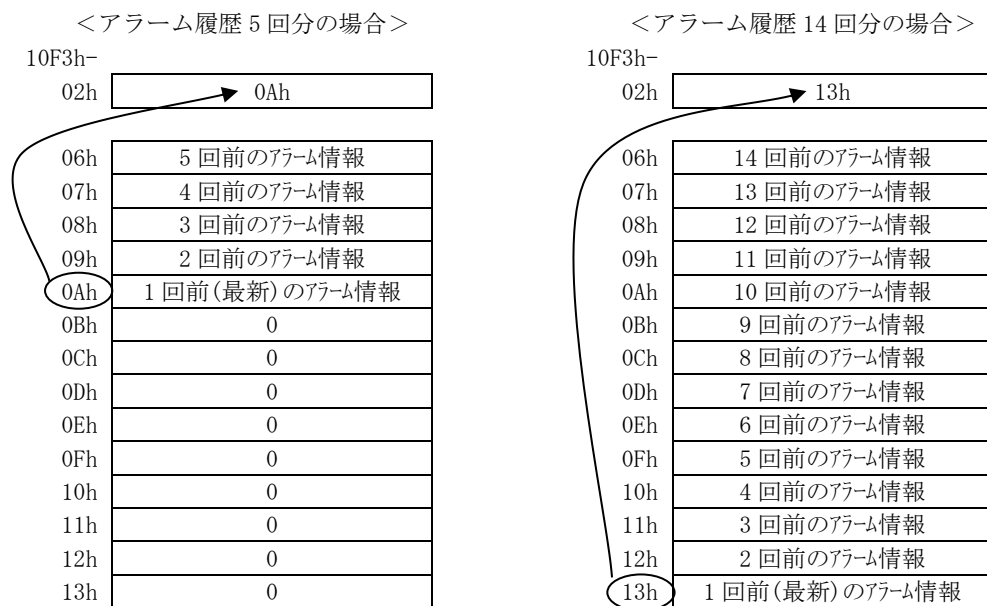 ＜アラーム履歴 5 回分の場合＞
10F3h-
02h 0Ah
06h 5 回前のｱﾗｰﾑ情報
07h 4 回前のｱﾗｰﾑ情報
08h 3 回前のｱﾗｰﾑ情報
09h 2 回前のｱﾗｰﾑ情報
0Ah 1 回前(最新)のｱﾗｰﾑ情報
0Bh 0
0Ch 0
0Dh 0
0Eh 0
0Fh 0
10h 0
11h 0
12h 0
13h 0
＜アラーム履歴 14 回分の場合＞
10F3h-
02h 13h
06h 14 回前のｱﾗｰﾑ情報
07h 13 回前のｱﾗｰﾑ情報
08h 12 回前のｱﾗｰﾑ情報
09h 11 回前のｱﾗｰﾑ情報
0Ah 10 回前のｱﾗｰﾑ情報
0Bh 9 回前のｱﾗｰﾑ情報
0Ch 8 回前のｱﾗｰﾑ情報
0Dh 7 回前のｱﾗｰﾑ情報
0Eh 6 回前のｱﾗｰﾑ情報
0Fh 5 回前のｱﾗｰﾑ情報
10h 4 回前のｱﾗｰﾑ情報
11h 3 回前のｱﾗｰﾑ情報
12h 2 回前のｱﾗｰﾑ情報
13h 1 回前(最新)のｱﾗｰﾑ情報